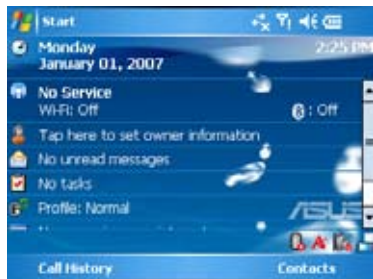 Start
Monday 2:25 PM
January 01, 2007
No Service
Wi-Fi: Off : Off
Tap here to set owner information
No unread messages
No tasks
Profile: Normal
ASUS
Call History Contacts